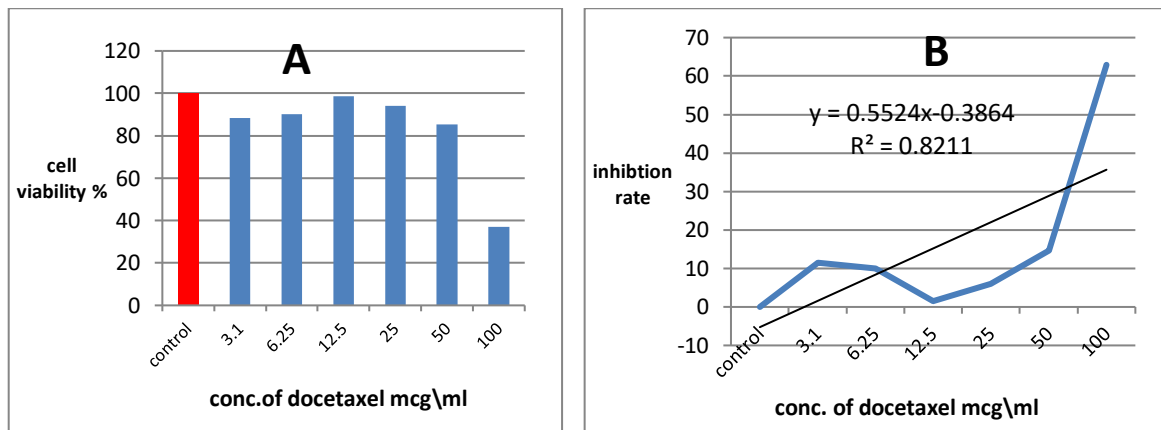 A
120
100
80
60
40
20
0
cell
viability %
control
3.1
6.25
12.5
25
50
100
conc.of docetaxel mcg\ml
B
y = 0.5524x-0.3864
R² = 0.8211
70
60
50
40
30
20
10
0
-10
inhibtion
rate
control
3.1
6.25
12.5
25
50
100
conc. of docetaxel mcg\ml